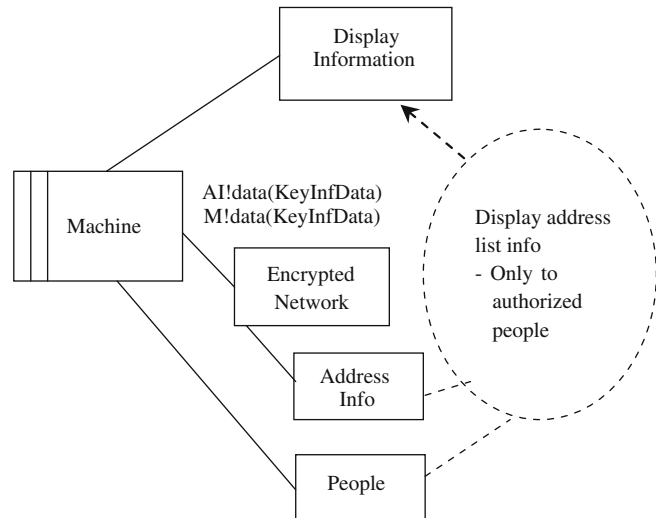 Display
Information
AI!data(KeyInfData)
M!data(KeyInfData)
Machine
Display address
list info
- Only to
authorized
people
Encrypted
Network
Address
Info
People